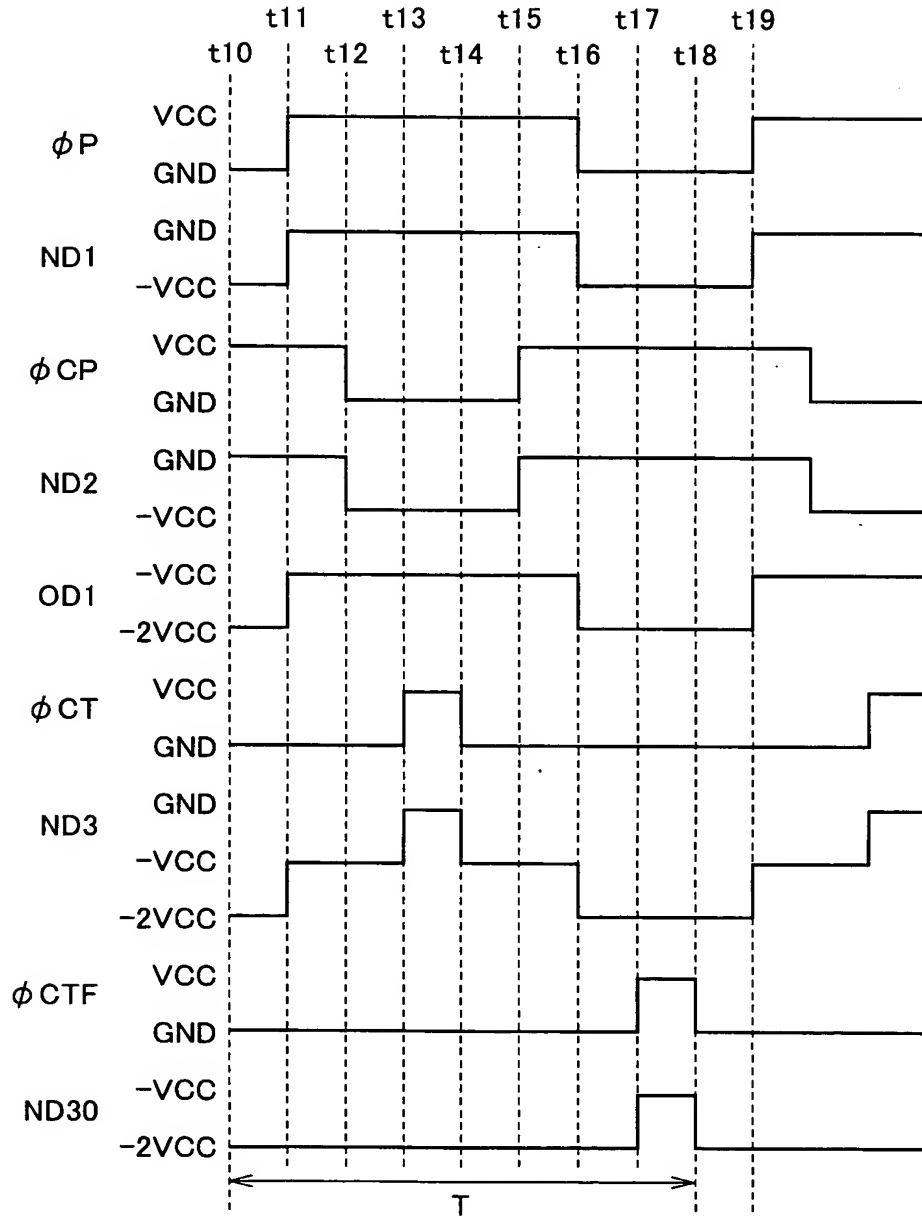 t11 t13 t15 t17 t19
t10 t12 t14 t16 t18
VCC
φP
GND
GND
ND1
-VCC
VCC
φCP
GND
GND
ND2
-VCC
-VCC
OD1
-2VCC
VCC
φCT
GND
GND
ND3
-VCC
-2VCC
VCC
φCTF
GND
-VCC
ND30
-2VCC
T